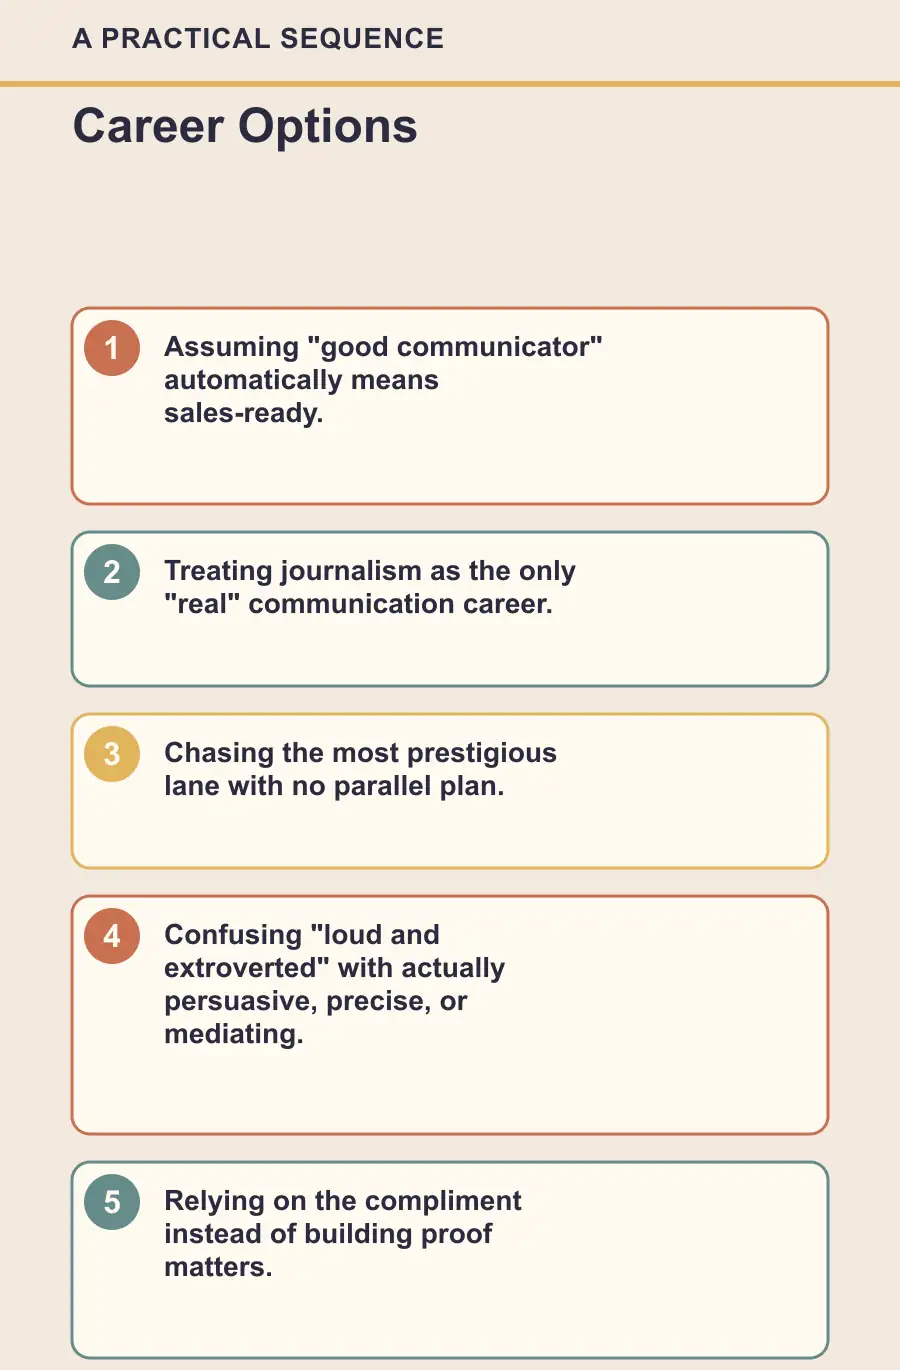 A PRACTICAL SEQUENCE
Career Options
1
Assuming "good communicator"
automatically means
sales-ready.
2
Treating journalism as the only
"real" communication career.
3
Chasing the most prestigious
lane with no parallel plan.
4
Confusing "loud and
extroverted" with actually
persuasive, precise, or
mediating.
5
Relying on the compliment
instead of building proof
matters.